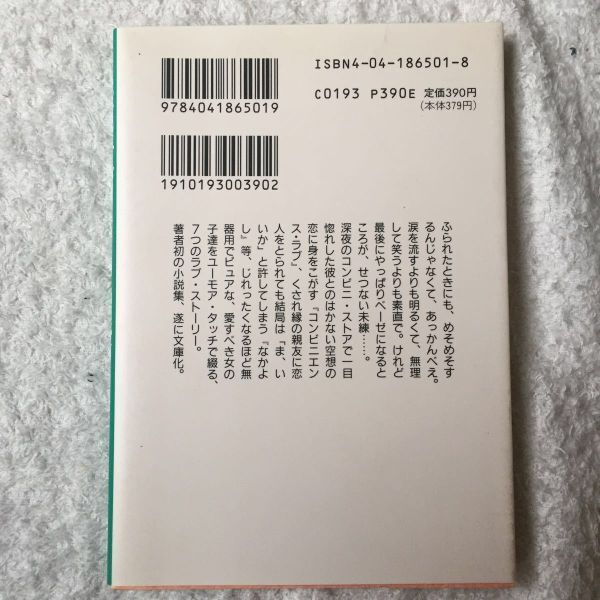 ISBN4-04-186501-8
C0193 P390E 定価390円
(本体379円)
9784041865019
1910193003902
ふられたときにも、めそめそす
るんじゃなくて、あっかんべえ。
涙を流すよりも明るくて、無理
して笑うよりも素直で。けれど
最後にやっぱりベーゼになると
ころが、せつない未練……。
深夜のコンビニ・ストアで一目
惚れした彼とのはかない空想の
恋に身をこがす『コンビニエン
ス・ラブ』、くされ縁の親友に恋
人をとられても結局は「ま、い
いか」と許してしまう『なかよ
し』等、じれったくなるほど無
器用でピュアな、愛すべき女の
子達をユーモア・タッチで綴る、
7つのラブ・ストーリー。
著者初の小説集、遂に文庫化。